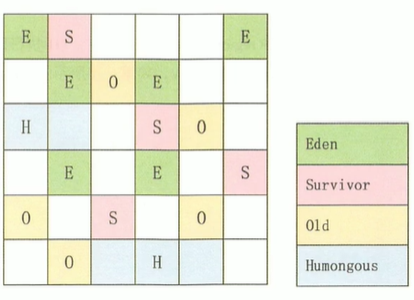 E S E
E O E
H S O
E E S
O S O
O H
Eden
Survivor
Old
Humongous